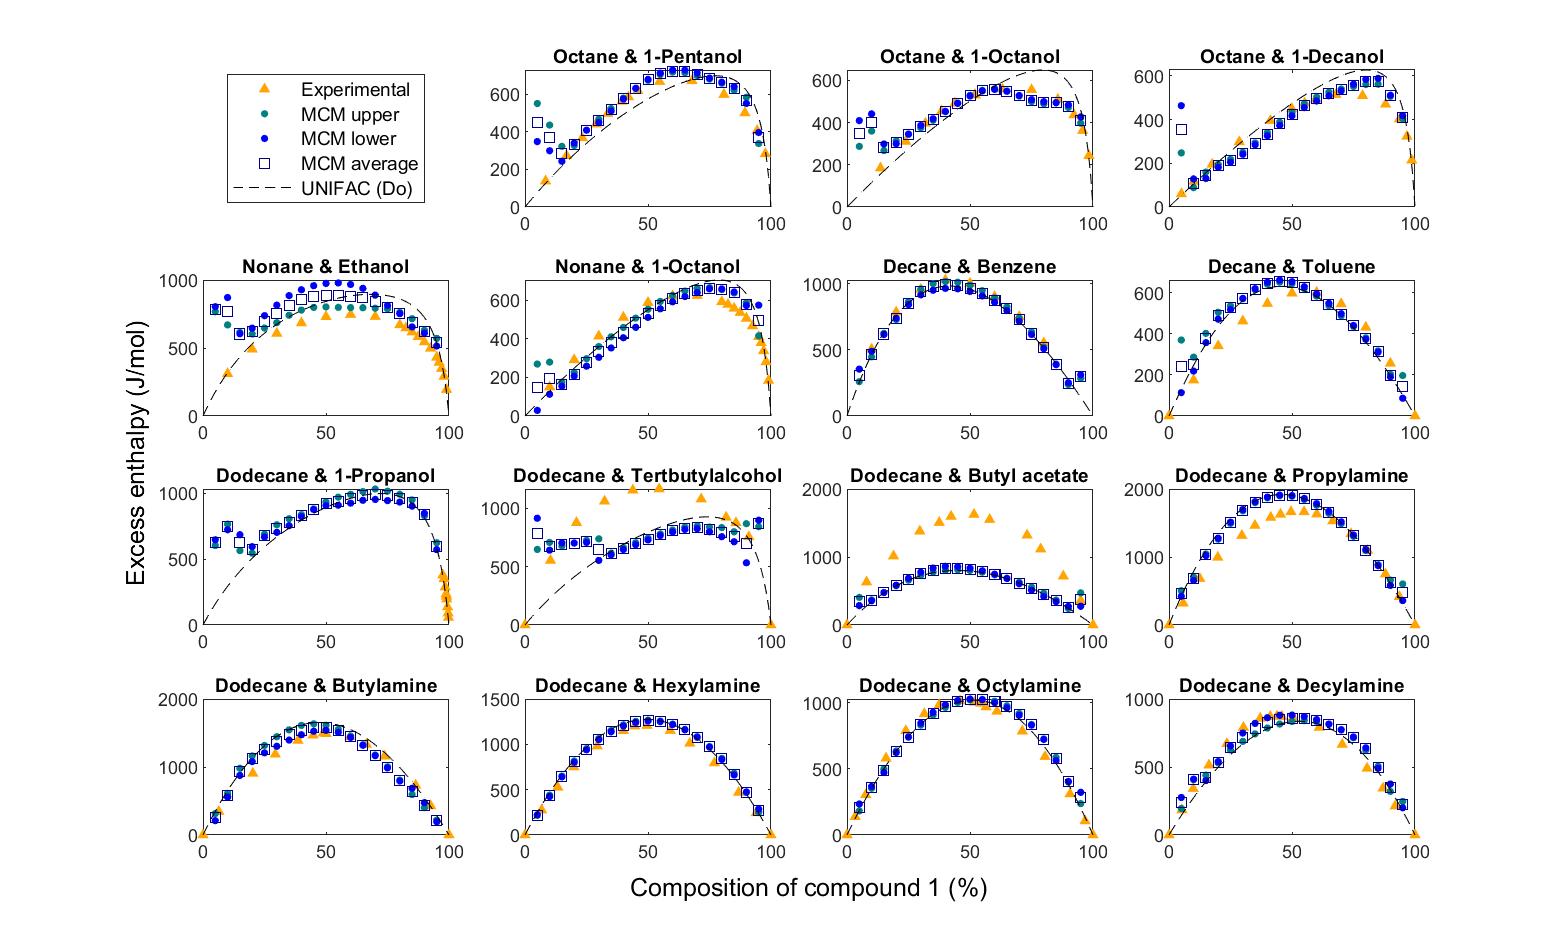 Experimental
MCM upper
MCM lower
MCM average
UNIFAC (Do)
Octane & 1-Pentanol
600
400
200
0
0 50 100
Octane & 1-Octanol
600
400
200
0
0 50 100
Octane & 1-Decanol
600
400
200
0
0 50 100
Nonane & Ethanol
1000
500
0
0 50 100
Nonane & 1-Octanol
600
400
200
0
0 50 100
Decane & Benzene
1000
500
0
0 50 100
Decane & Toluene
600
400
200
0
0 50 100
Excess enthalpy (J/mol)
Dodecane & 1-Propanol
1000
500
0
0 50 100
Dodecane & Tertbutylalcohol
1000
500
0
0 50 100
Dodecane & Butyl acetate
2000
1000
0
0 50 100
Dodecane & Propylamine
2000
1000
0
0 50 100
Dodecane & Butylamine
2000
1000
0
0 50 100
Dodecane & Hexylamine
1500
1000
500
0
0 50 100
Dodecane & Octylamine
1000
500
0
0 50 100
Dodecane & Decylamine
1000
500
0
0 50 100
Composition of compound 1 (%)